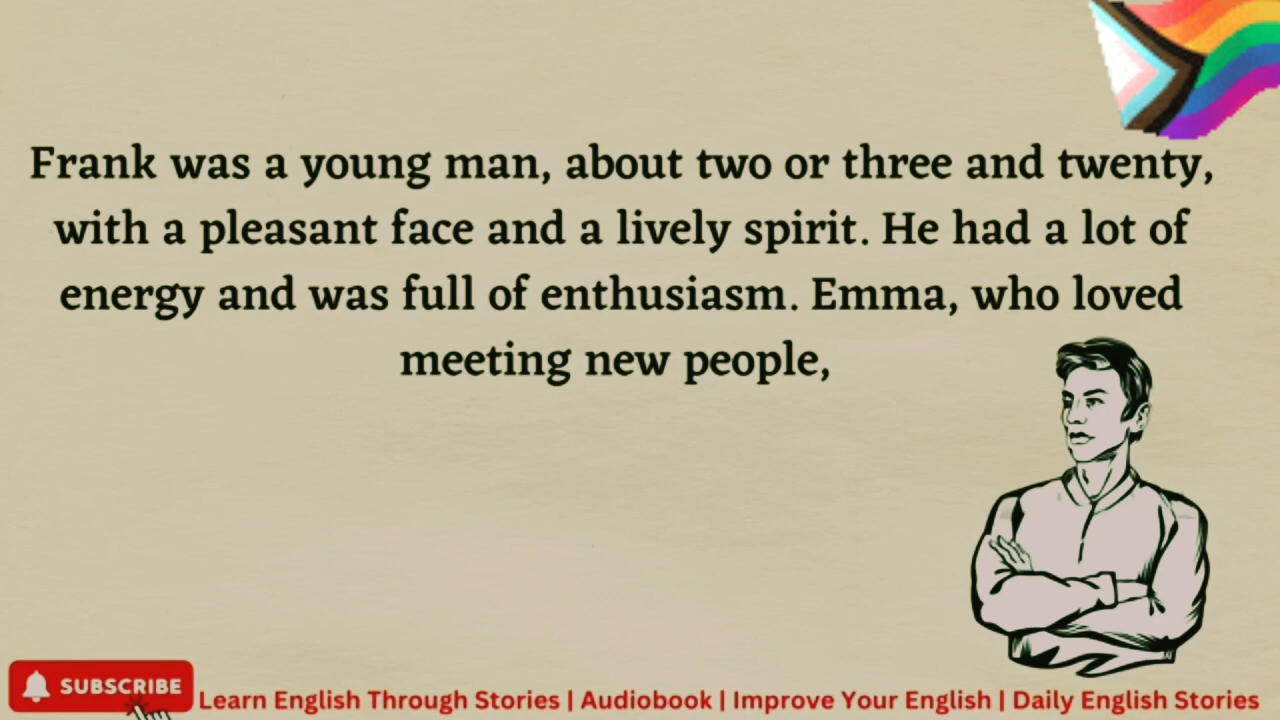 Frank was a young man, about two or three and twenty,
with a pleasant face and a lively spirit. He had a lot of
energy and was full of enthusiasm. Emma, who loved
meeting new people,
SUBSCRIBE
Learn English Through Stories | Audiobook | Improve Your English | Daily English Stories